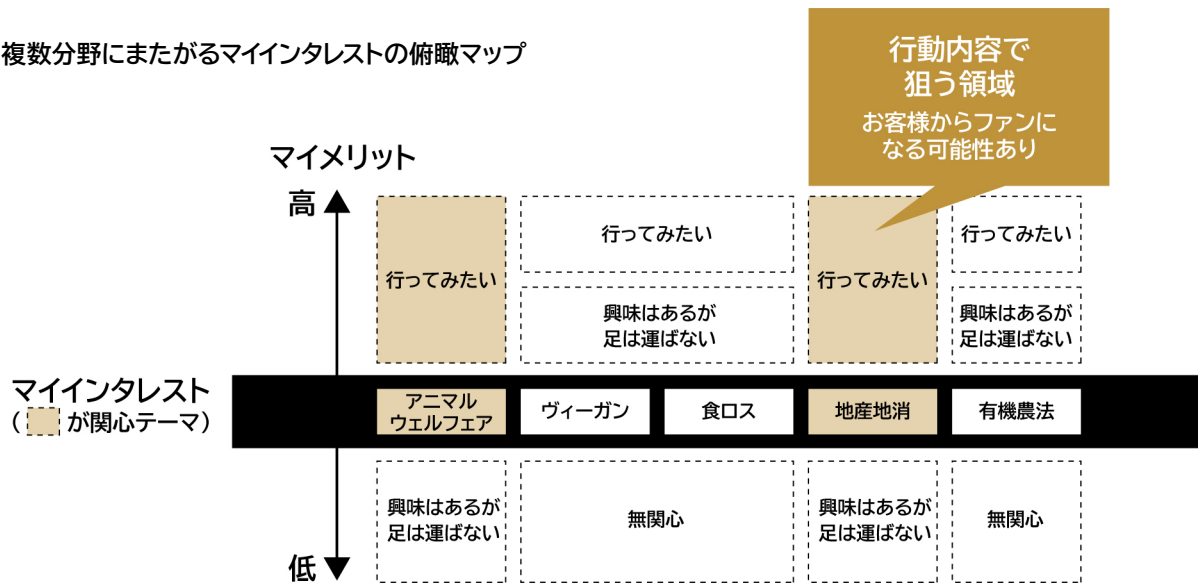 複数分野にまたがるマイインタレストの俯瞰マップ
行動内容で
狙う領域
お客様からファンに
なる可能性あり
マイメリット
高
行ってみたい
行ってみたい
興味はあるが
足は運ばない
行ってみたい
行ってみたい
興味はあるが
足は運ばない
マイインタレスト
(が関心テーマ)
アニマル
ウェルフェア
ヴィーガン
食ロス
地産地消
有機農法
興味はあるが
足は運ばない
無関心
興味はあるが
足は運ばない
無関心
低